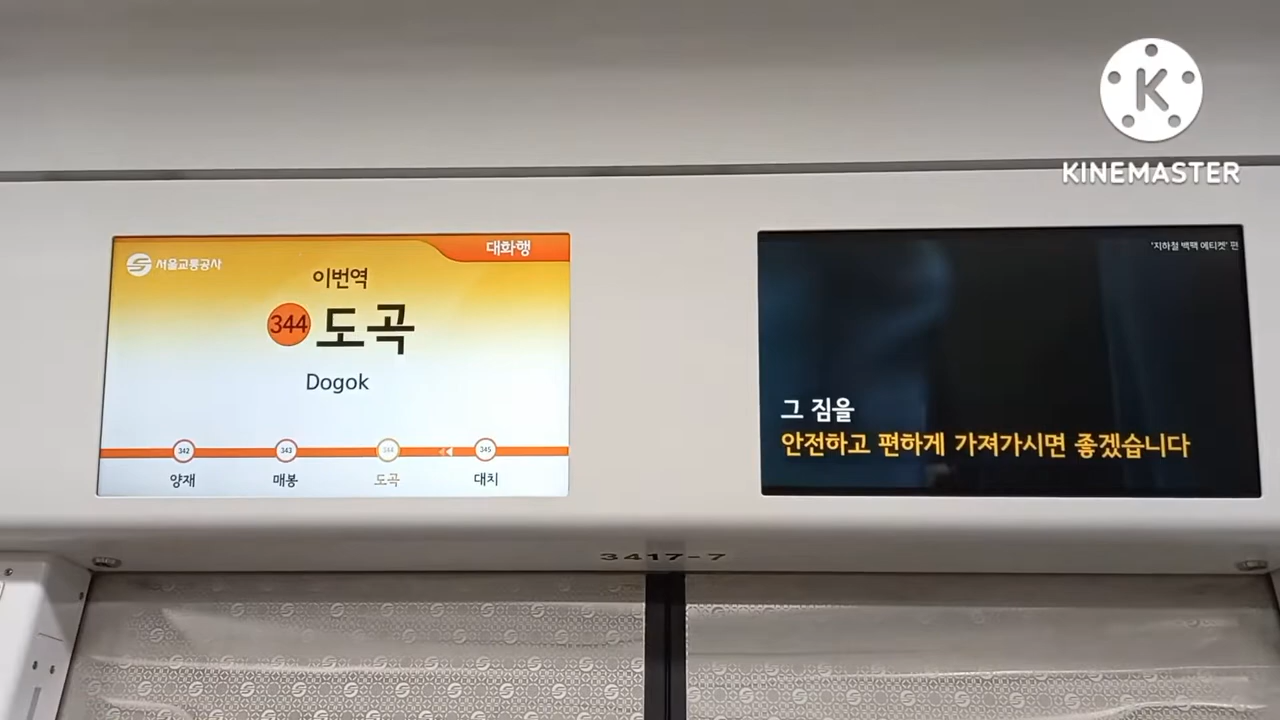 KINEMASTER
서울교통공사
대화행
이번역
344 도곡
Dogok
342 343 344 345
양재 매봉 도곡 대치
'지하철 백팩 에티켓' 편
그 짐을
안전하고 편하게 가져가시면 좋겠습니다
3417-7